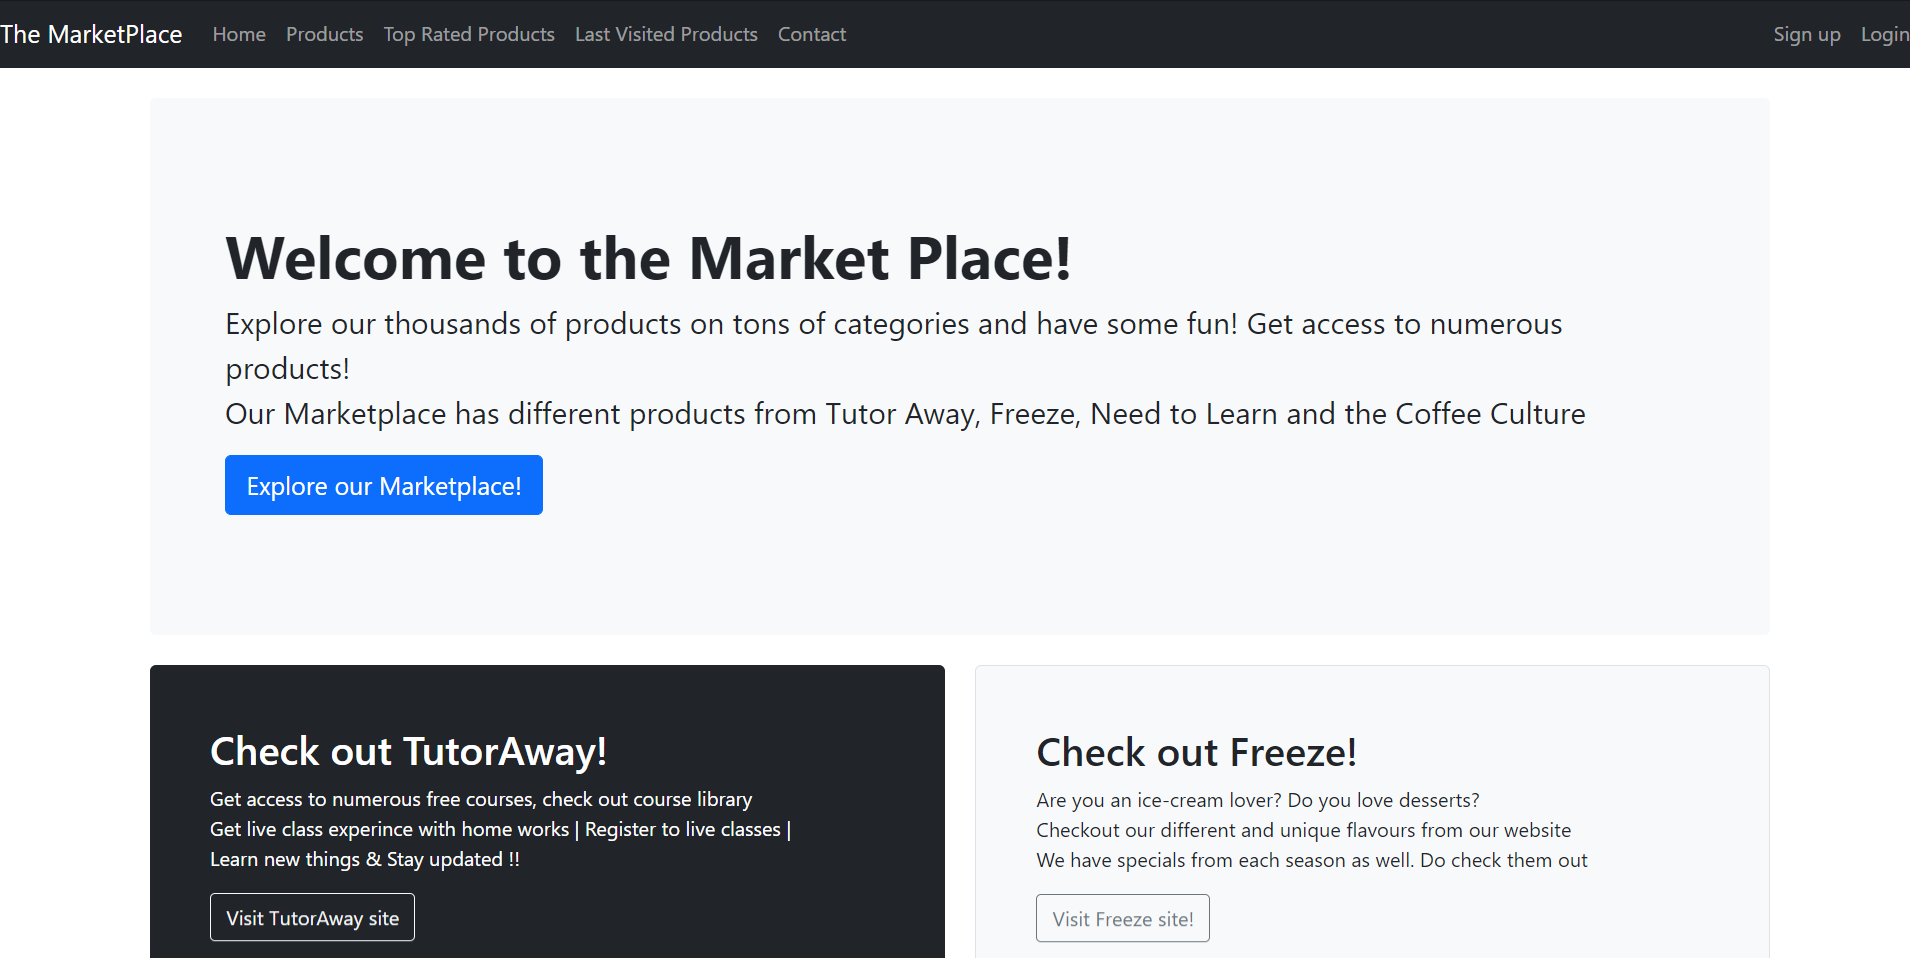 The MarketPlace Home Products Top Rated Products Last Visited Products Contact Sign up Login
Welcome to the Market Place!
Explore our thousands of products on tons of categories and have some fun! Get access to numerous
products!
Our Marketplace has different products from Tutor Away, Freeze, Need to Learn and the Coffee Culture
Explore our Marketplace!
Check out TutorAway!
Get access to numerous free courses, check out course library
Get live class experince with home works | Register to live classes |
Learn new things & Stay updated !!
Visit TutorAway site
Check out Freeze!
Are you an ice-cream lover? Do you love desserts?
Checkout our different and unique flavours from our website
We have specials from each season as well. Do check them out
Visit Freeze site!